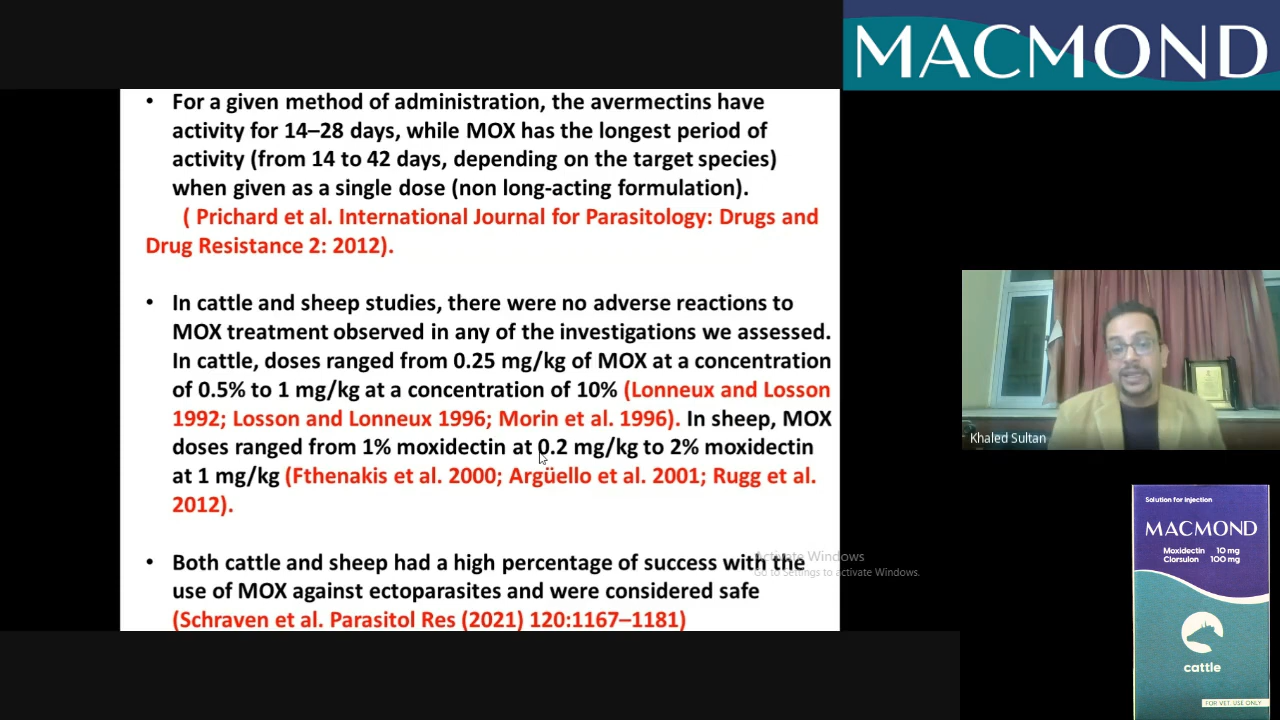 MACMOND
• For a given method of administration, the avermectins have
activity for 14–28 days, while MOX has the longest period of
activity (from 14 to 42 days, depending on the target species)
when given as a single dose (non long-acting formulation).
( Prichard et al. International Journal for Parasitology: Drugs and
Drug Resistance 2: 2012).
• In cattle and sheep studies, there were no adverse reactions to
MOX treatment observed in any of the investigations we assessed.
In cattle, doses ranged from 0.25 mg/kg of MOX at a concentration
of 0.5% to 1 mg/kg at a concentration of 10% (Lonneux and Losson
1992; Losson and Lonneux 1996; Morin et al. 1996). In sheep, MOX
doses ranged from 1% moxidectin at 0.2 mg/kg to 2% moxidectin
at 1 mg/kg (Fthenakis et al. 2000; Argüello et al. 2001; Rugg et al.
2012).
• Both cattle and sheep had a high percentage of success with the
use of MOX against ectoparasites and were considered safe
(Schraven et al. Parasitol Res (2021) 120:1167–1181)
Activate Windows
Go to Settings to activate Windows.
Khaled Sultan
Solution for Injection
MACMOND
Moxidectin 10 mg
Clorsulon 100 mg
cattle
FOR VET. USE ONLY